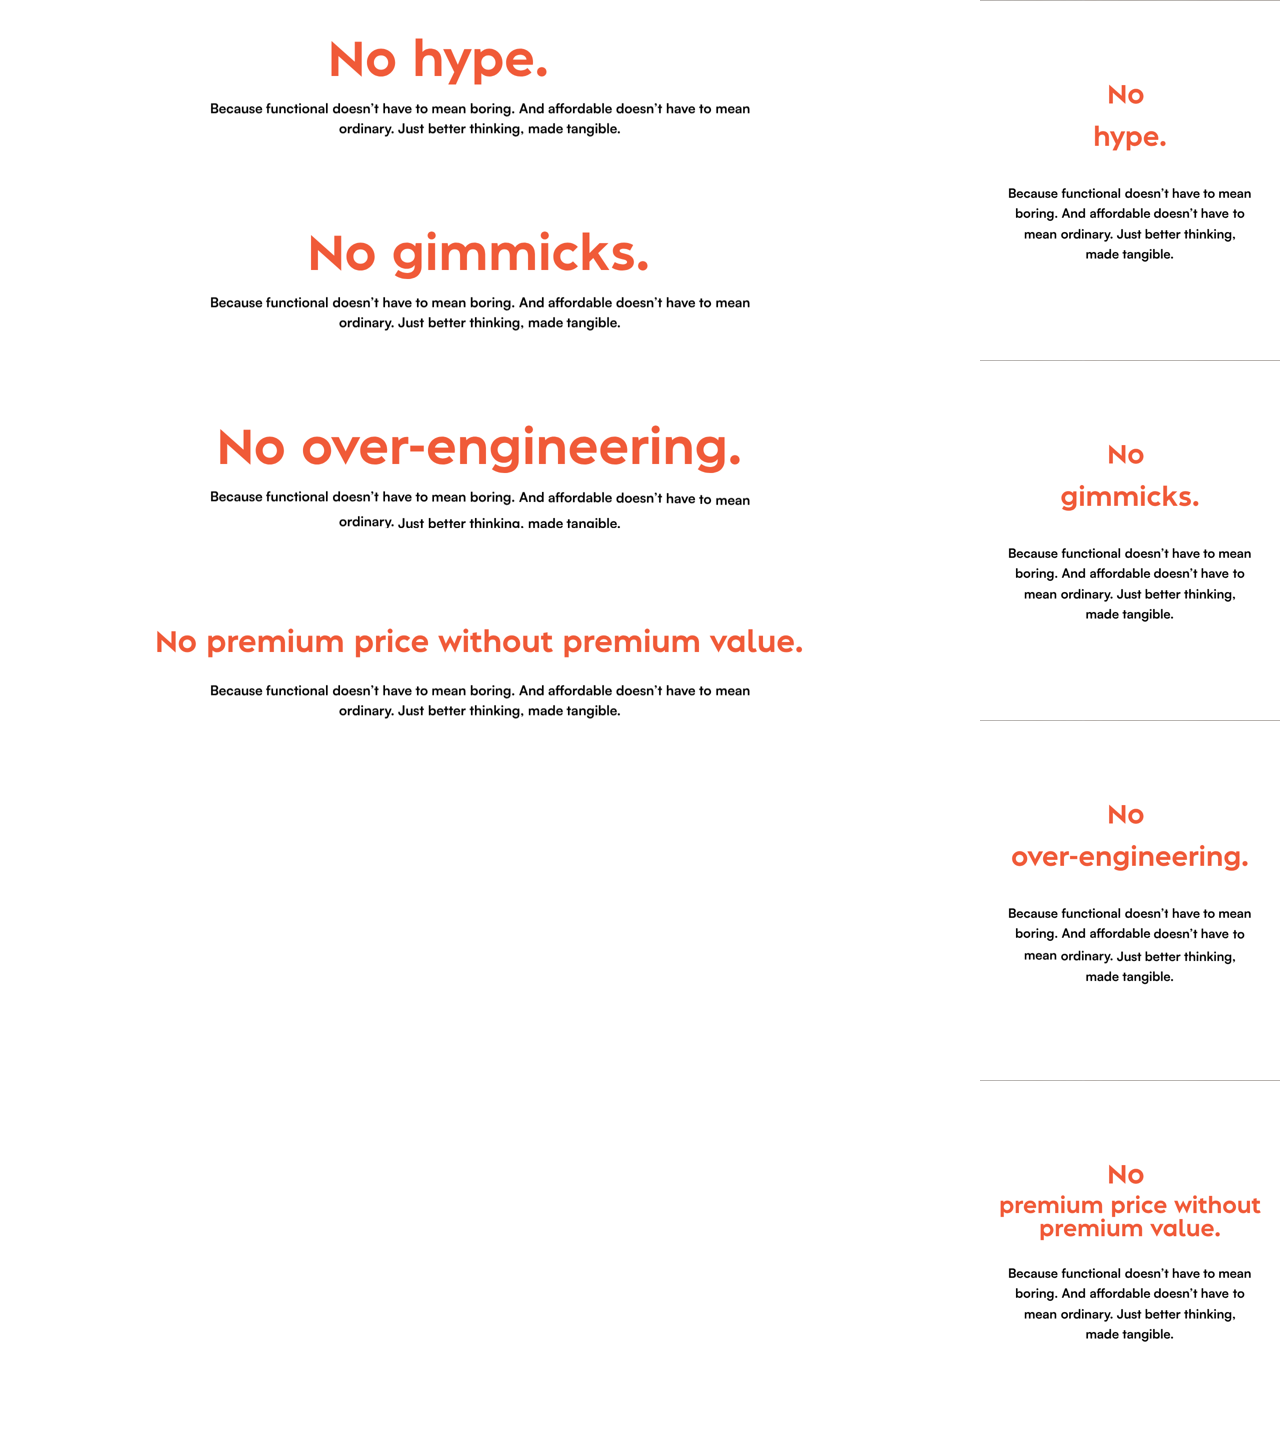 No hype.
Because functional doesn't have to mean boring. And affordable doesn't have to mean
ordinary. Just better thinking, made tangible.
No gimmicks.
Because functional doesn't have to mean boring. And affordable doesn't have to mean
ordinary. Just better thinking, made tangible.
No over-engineering.
Because functional doesn't have to mean boring. And affordable doesn't have to mean
ordinary. Just better thinking, made tangible.
No premium price without premium value.
Because functional doesn't have to mean boring. And affordable doesn't have to mean
ordinary. Just better thinking, made tangible.
No
hype.
Because functional doesn't have to mean
boring. And affordable doesn't have to
mean ordinary. Just better thinking,
made tangible.
No
gimmicks.
Because functional doesn't have to mean
boring. And affordable doesn't have to
mean ordinary. Just better thinking,
made tangible.
No
over-engineering.
Because functional doesn't have to mean
boring. And affordable doesn't have to
mean ordinary. Just better thinking,
made tangible.
No
premium price without
premium value.
Because functional doesn't have to mean
boring. And affordable doesn't have to
mean ordinary. Just better thinking,
made tangible.